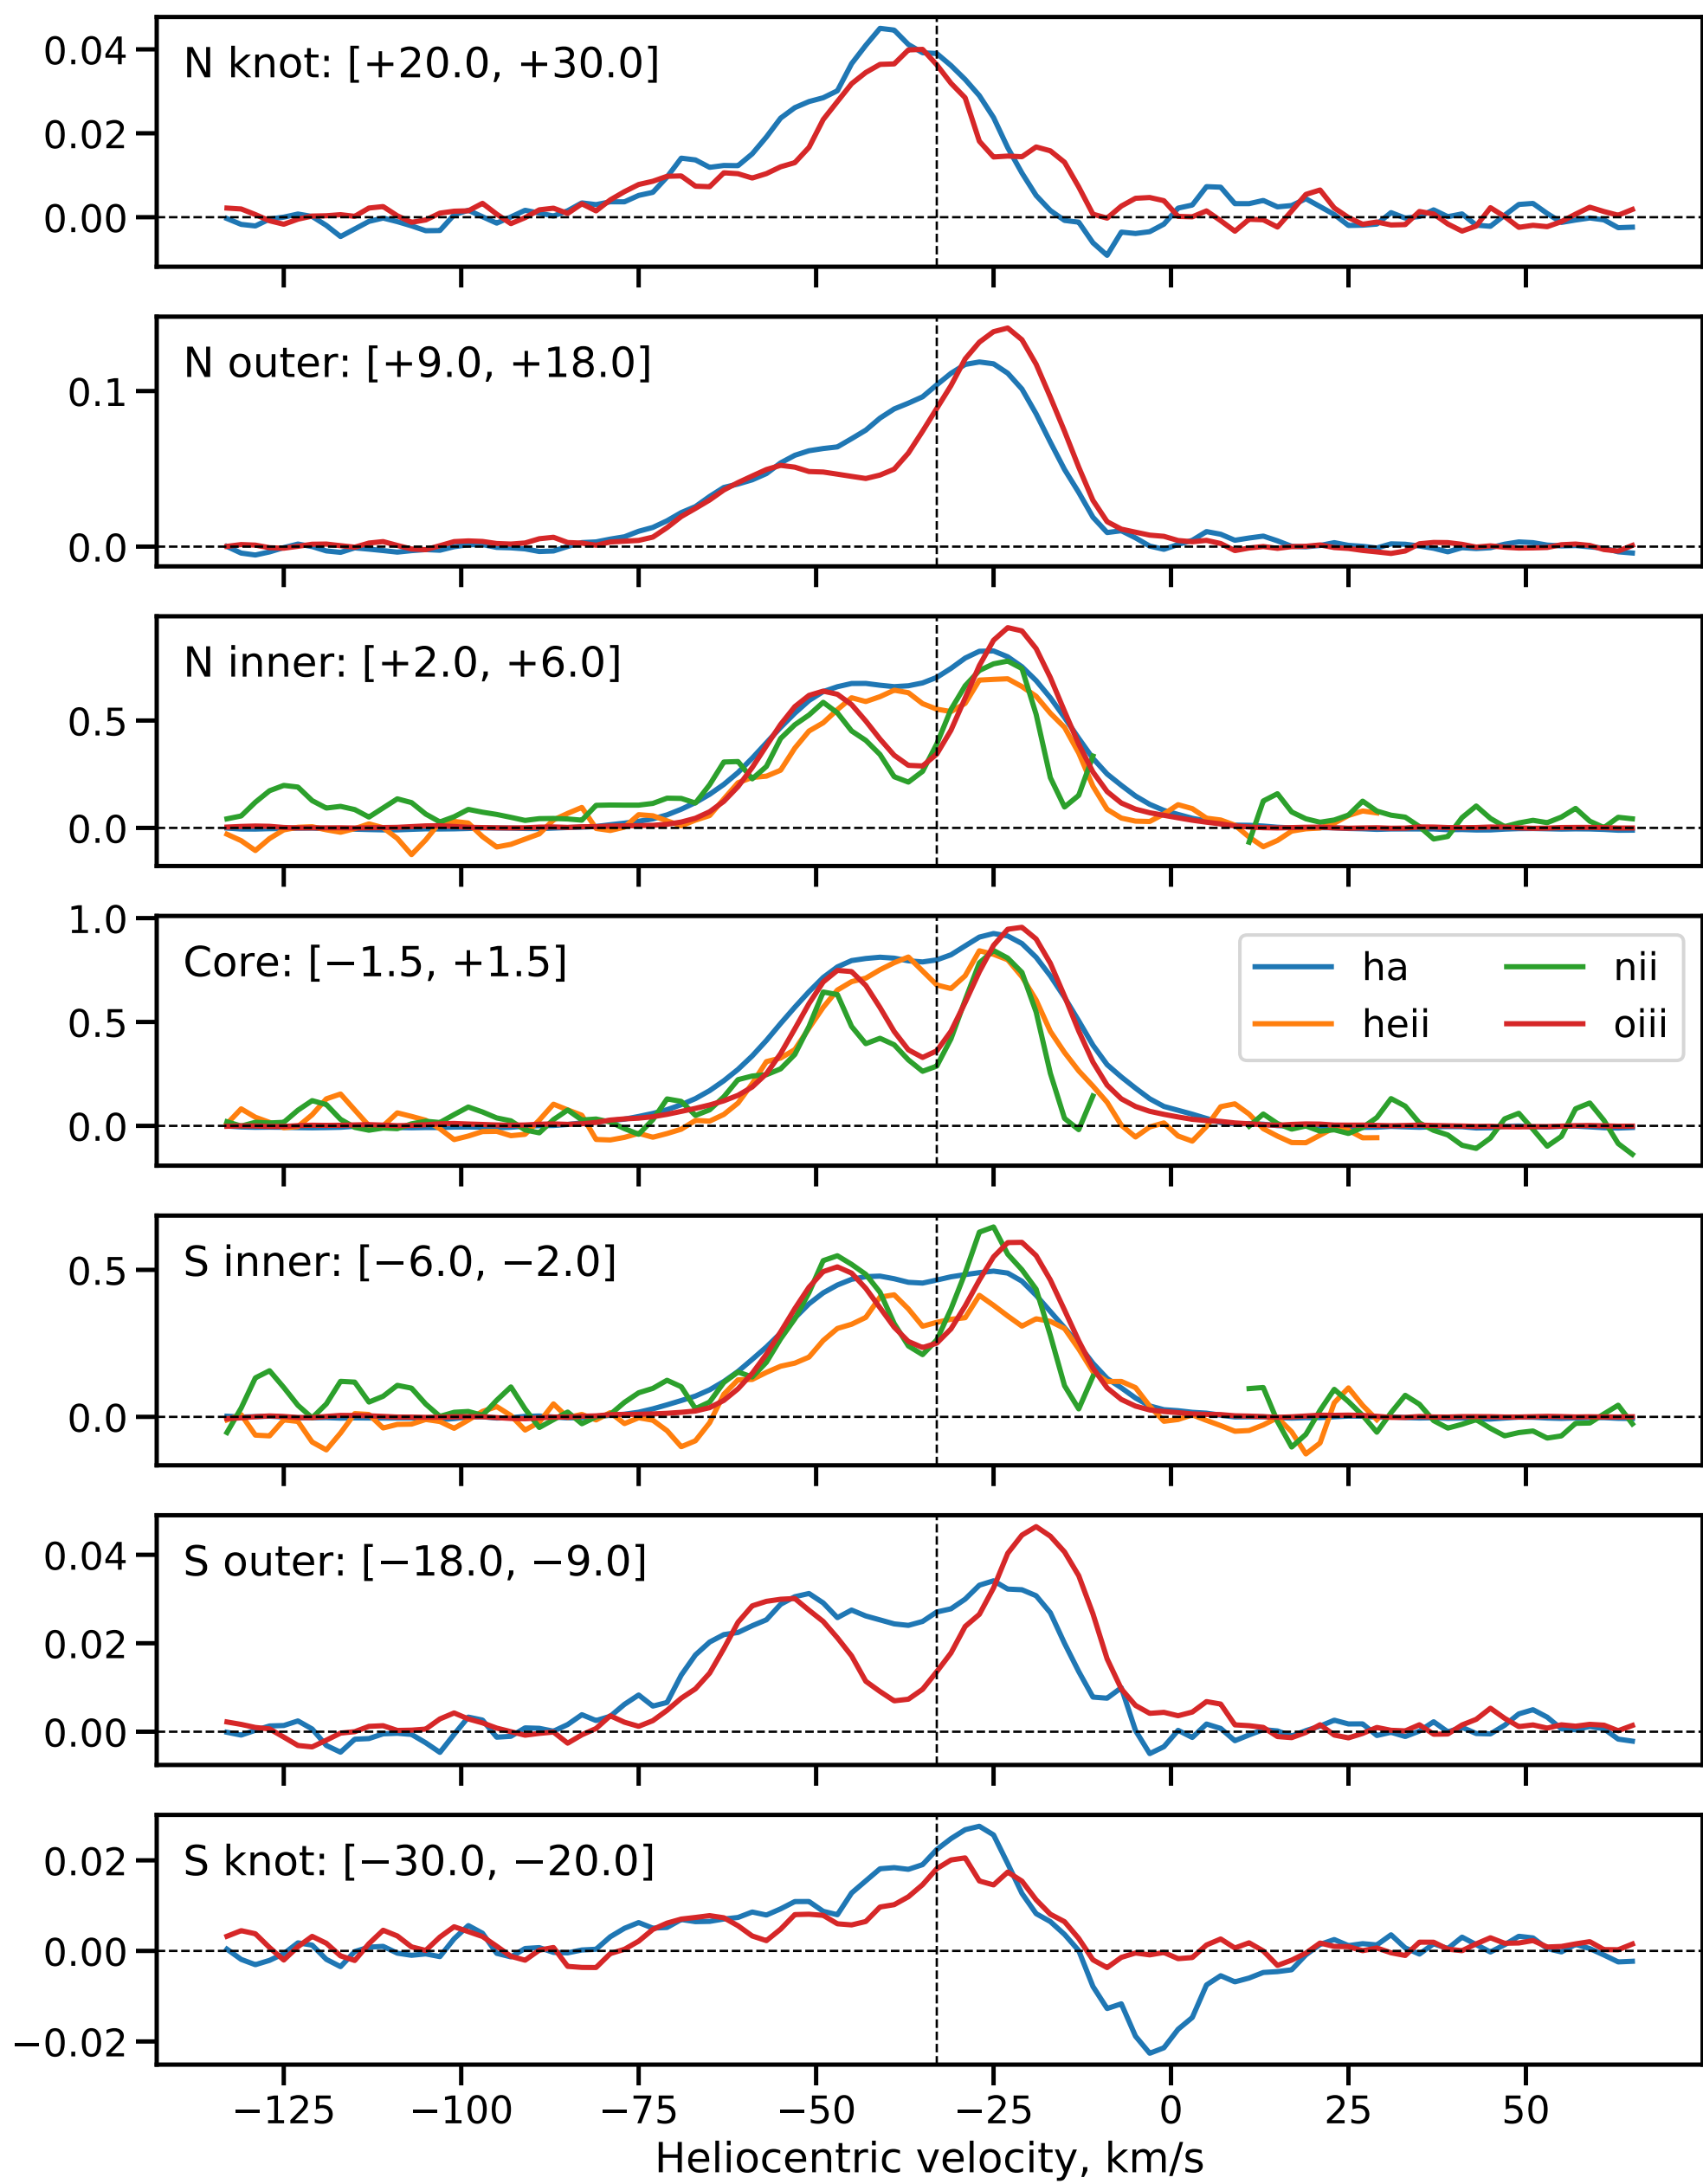 N knot: [+20.0, +30.0]
0.04
0.02
0.00
N outer: [+9.0, +18.0]
0.1
0.0
N inner: [+2.0, +6.0]
0.5
0.0
Core: [−1.5, +1.5]
1.0
0.5
0.0
ha nii
heii oiii
S inner: [−6.0, −2.0]
0.5
0.0
S outer: [−18.0, −9.0]
0.04
0.02
0.00
S knot: [−30.0, −20.0]
0.02
0.00
−0.02
−125 −100 −75 −50 −25 0 25 50
Heliocentric velocity, km/s